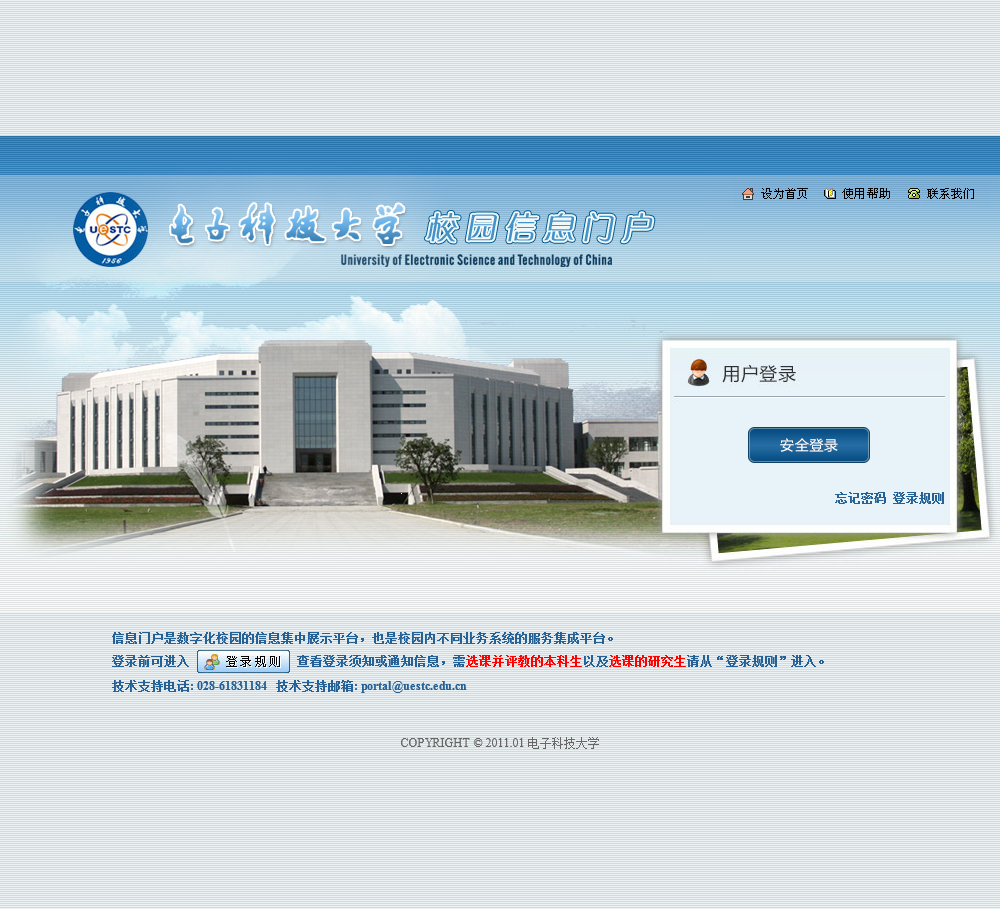 设为首页 使用帮助 联系我们
电子科技大学
UESTC
1956
电子科技大学 校园信息门户
University of Electronic Science and Technology of China
用户登录
安全登录
忘记密码 登录规则
信息门户是数字化校园的信息集中展示平台，也是校园内不同业务系统的服务集成平台。
登录前可进入 登录规则 查看登录须知或通知信息，需选课并评教的本科生以及选课的研究生请从“登录规则”进入。
技术支持电话: 028-61831184 技术支持邮箱: portal@uestc.edu.cn
COPYRIGHT © 2011.01 电子科技大学